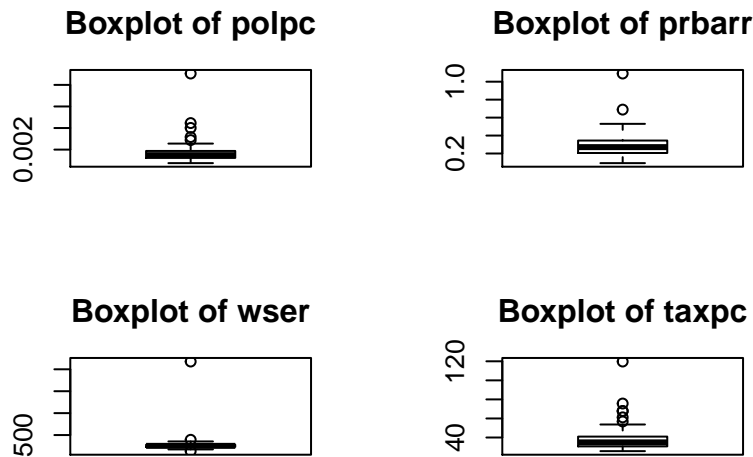 Boxplot of polpc
0.002
Boxplot of prbarr
0.2 1.0
Boxplot of wser
500
Boxplot of taxpc
40 120